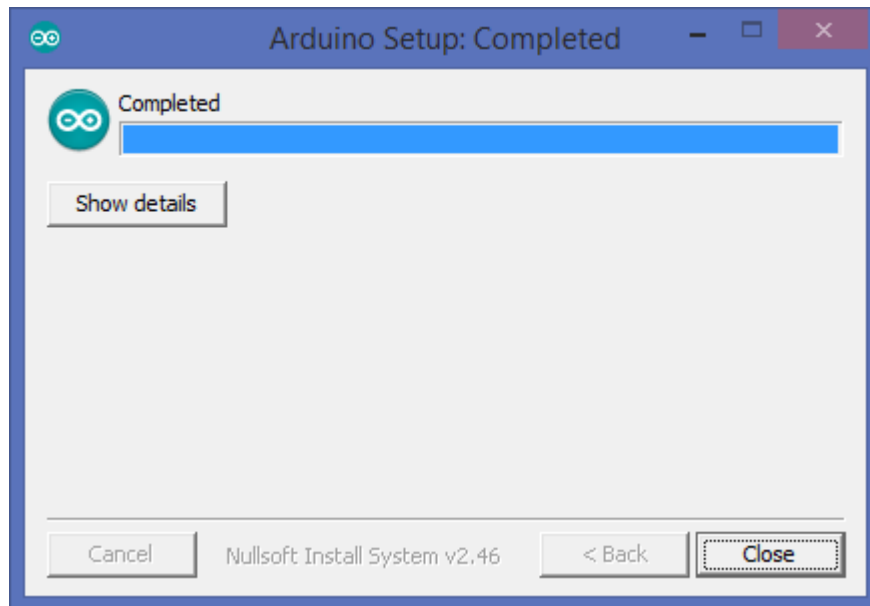 Arduino Setup: Completed
Completed
Show details
Cancel Nullsoft Install System v2.46 < Back Close